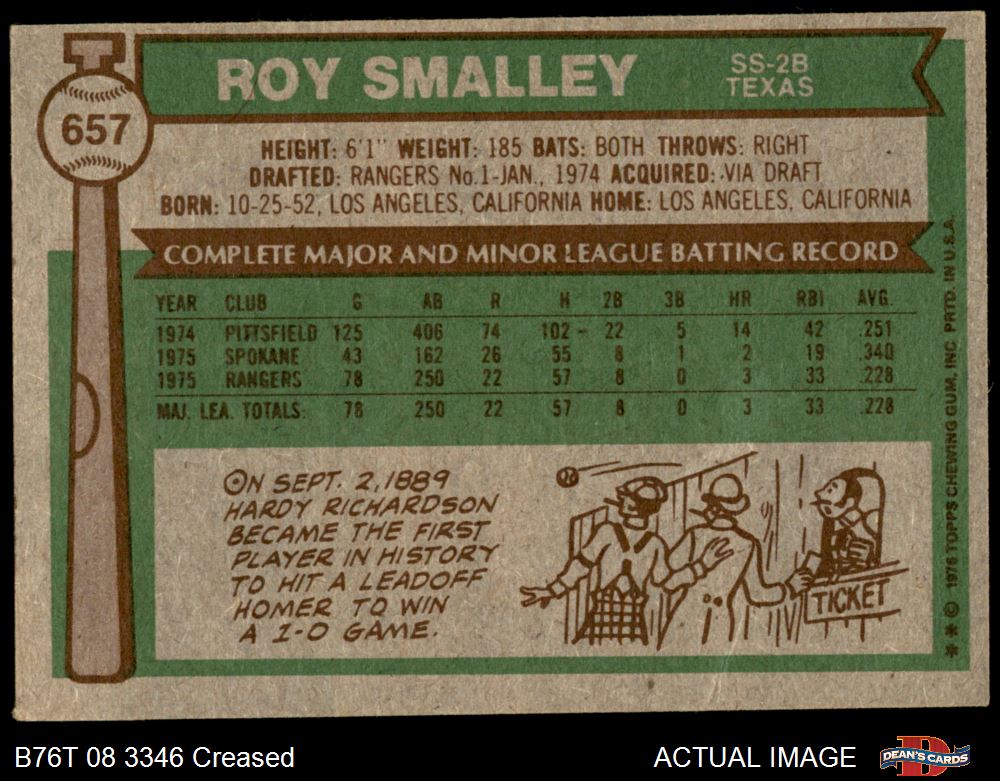 657
ROY SMALLEY
SS-2B
TEXAS
HEIGHT: 6'1" WEIGHT: 185 BATS: BOTH THROWS: RIGHT
DRAFTED: RANGERS No.1-JAN., 1974 ACQUIRED: VIA DRAFT
BORN: 10-25-52, LOS ANGELES, CALIFORNIA HOME: LOS ANGELES, CALIFORNIA
COMPLETE MAJOR AND MINOR LEAGUE BATTING RECORD
YEAR CLUB G AB R H 2B 3B HR RBI AVG.
1974 PITTSFIELD 125 406 74 102 22 5 14 42 .251
1975 SPOKANE 43 162 26 55 8 1 2 19 .340
1975 RANGERS 78 250 22 57 8 0 3 33 .228
MAJ. LEA. TOTALS: 78 250 22 57 8 0 3 33 .228
ON SEPT. 2, 1889
HARDY RICHARDSON
BECAME THE FIRST
PLAYER IN HISTORY
TO HIT A LEADOFF
HOMER TO WIN
A 1-0 GAME.
TICKET
** © 1976 TOPPS CHEWING GUM, INC PRTD. IN U.S.A.
B76T 08 3346 Creased
ACTUAL IMAGE
D
DEAN'S CARDS